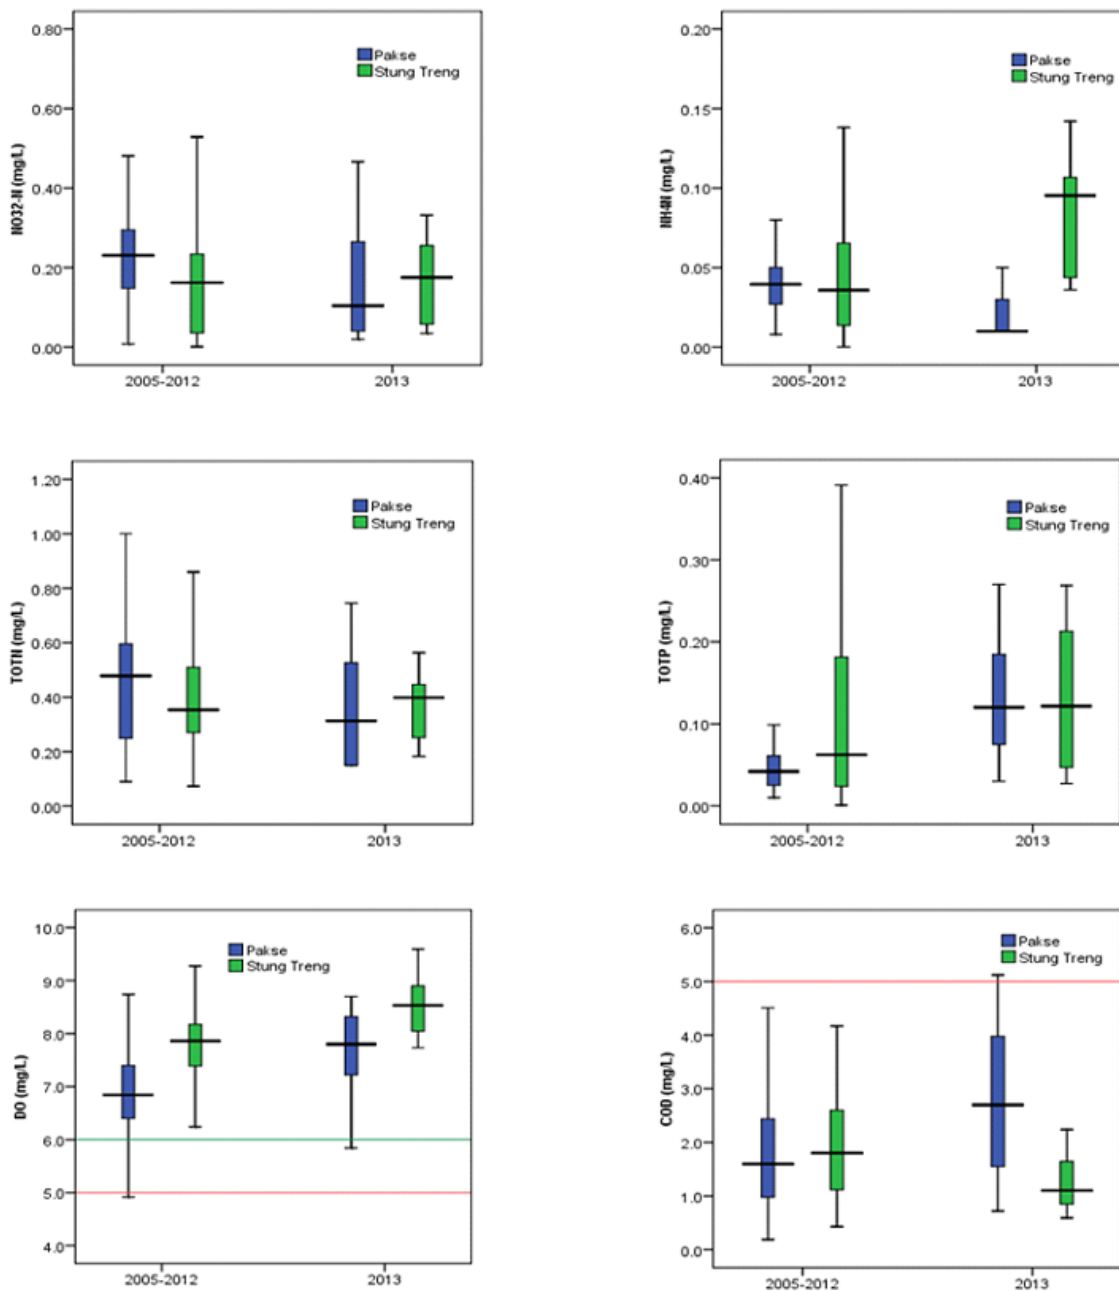 0.80
0.60
0.40
0.20
0.00
NO32-N (mg/L)
Pakse
Stung Treng
2005-2012
2013
0.20
0.15
0.10
0.05
0.00
NH4N (mg/L)
Pakse
Stung Treng
2005-2012
2013
1.20
1.00
0.80
0.60
0.40
0.20
0.00
TOTN (mg/L)
Pakse
Stung Treng
2005-2012
2013
0.40
0.30
0.20
0.10
0.00
TOTP (mg/L)
Pakse
Stung Treng
2005-2012
2013
10.0
9.0
8.0
7.0
6.0
5.0
4.0
DO (mg/L)
Pakse
Stung Treng
2005-2012
2013
6.0
5.0
4.0
3.0
2.0
1.0
0.0
COD (mg/L)
Pakse
Stung Treng
2005-2012
2013